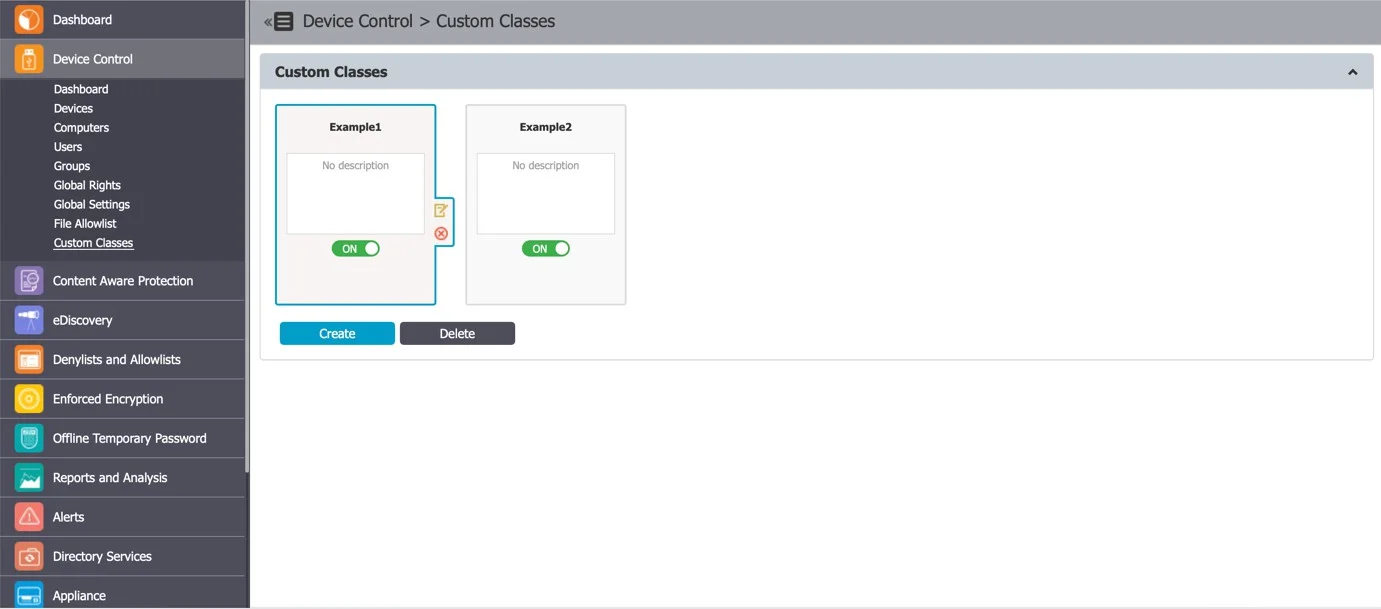 Dashboard
Device Control
Dashboard
Devices
Computers
Users
Groups
Global Rights
Global Settings
File Allowlist
Custom Classes
Content Aware Protection
eDiscovery
Denylists and Allowlists
Enforced Encryption
Offline Temporary Password
Reports and Analysis
Alerts
Directory Services
Appliance
Device Control > Custom Classes
Custom Classes
Example1
No description
ON
Example2
No description
ON
Create
Delete